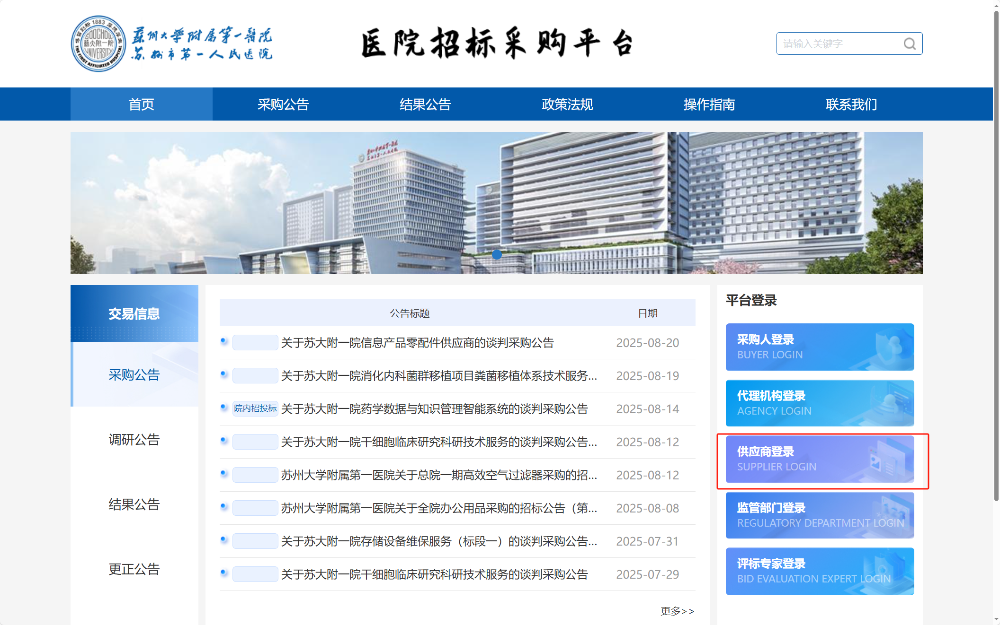 1883
SOOCHOW
UNIVERSITY
THE FIRST AFFILIATED HOSPITAL
蘇州大學附属第一醫院
苏州市第一人民医院
医院招标采购平台
请输入关键字
首页
采购公告
结果公告
政策法规
操作指南
联系我们
交易信息
采购公告
调研公告
结果公告
更正公告
公告标题
日期
关于苏大附一院信息产品零配件供应商的谈判采购公告 2025-08-20
关于苏大附一院消化内科菌群移植项目粪菌移植体系技术服务... 2025-08-19
院内招投标 关于苏大附一院药学数据与知识管理智能系统的谈判采购公告 2025-08-14
关于苏大附一院干细胞临床研究科研技术服务的谈判采购公告... 2025-08-12
苏州大学附属第一医院关于总院一期高效空气过滤器采购的招... 2025-08-12
苏州大学附属第一医院关于全院办公用品采购的招标公告（第... 2025-08-08
关于苏大附一院存储设备维保服务（标段一）的谈判采购公告... 2025-07-31
关于苏大附一院干细胞临床研究科研技术服务的谈判采购公告 2025-07-29
更多>>
平台登录
采购人登录
BUYER LOGIN
代理机构登录
AGENCY LOGIN
供应商登录
SUPPLIER LOGIN
监管部门登录
REGULATORY DEPARTMENT LOGIN
评标专家登录
BID EVALUATION EXPERT LOGIN